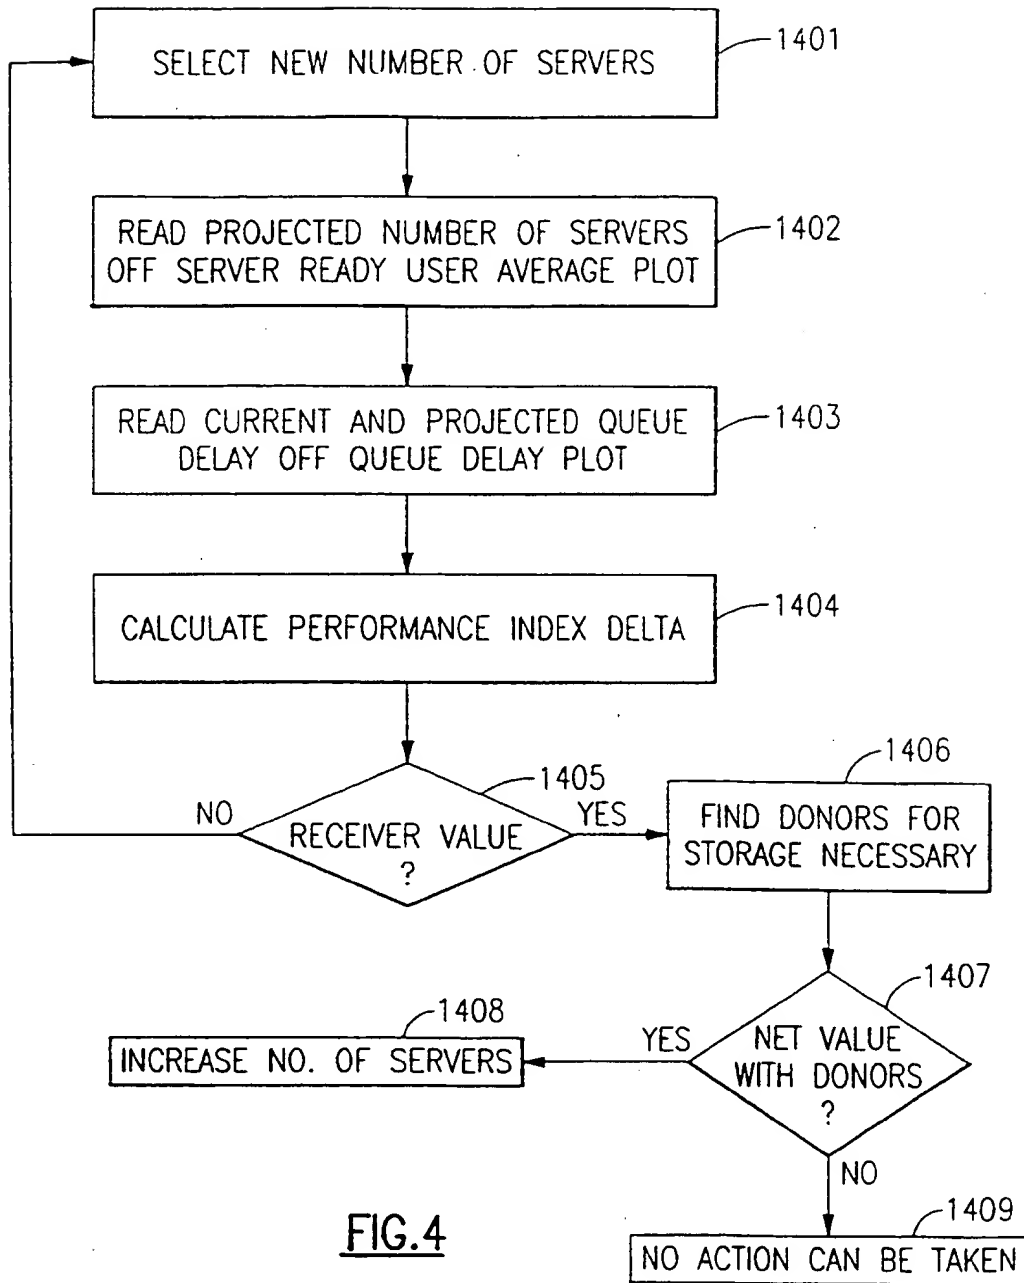 SELECT NEW NUMBER OF SERVERS
1401
READ PROJECTED NUMBER OF SERVERS
OFF SERVER READY USER AVERAGE PLOT
1402
READ CURRENT AND PROJECTED QUEUE
DELAY OFF QUEUE DELAY PLOT
1403
CALCULATE PERFORMANCE INDEX DELTA
1404
RECEIVER VALUE
?
1405
NO
YES
1406
FIND DONORS FOR
STORAGE NECESSARY
1407
NET VALUE
WITH DONORS
?
YES
1408
INCREASE NO. OF SERVERS
NO
1409
NO ACTION CAN BE TAKEN
FIG.4